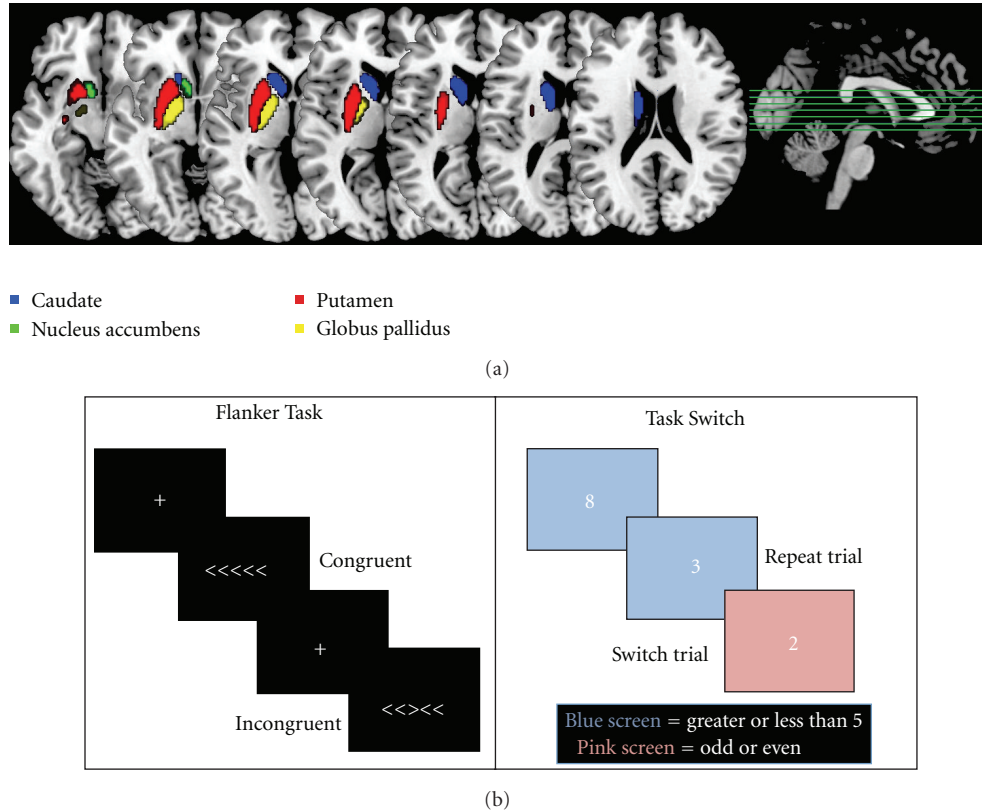 Caudate
Nucleus accumbens
Putamen
Globus pallidus
(a)
Flanker Task
+
<<<<<
Congruent
+
Incongruent
<<><<
Task Switch
8
3
Repeat trial
Switch trial
2
Blue screen = greater or less than 5
Pink screen = odd or even
(b)